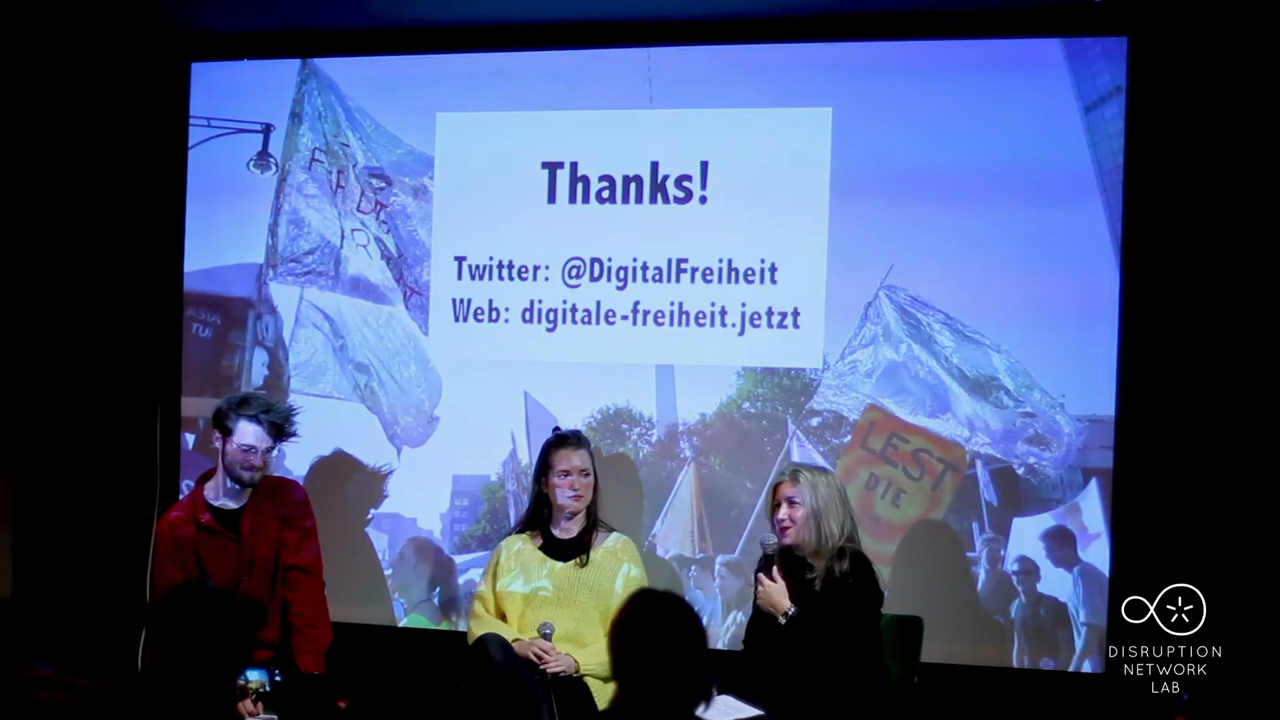 Thanks!
Twitter: @DigitalFreiheit
Web: digitale-freiheit.jetzt
LEST
DIE
DISRUPTION
NETWORK
LAB